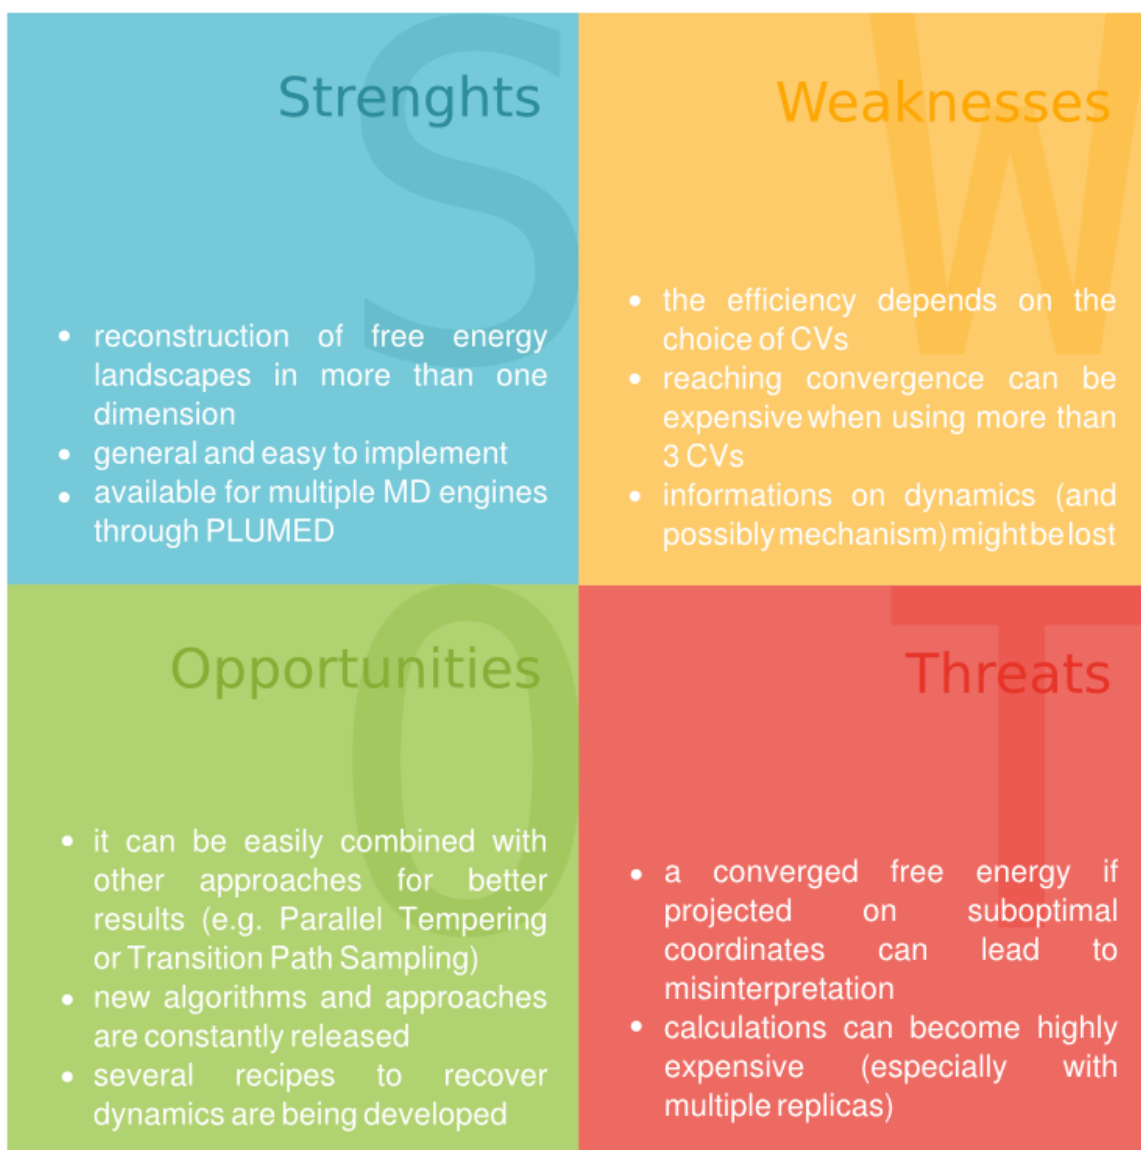 Strenghts
• reconstruction of free energy
landscapes in more than one
dimension
• general and easy to implement
• available for multiple MD engines
through PLUMED
Weaknesses
• the efficiency depends on the
choice of CVs
• reaching convergence can be
expensive when using more than
3 CVs
• informations on dynamics (and
possibly mechanism) might be lost
Opportunities
• it can be easily combined with
other approaches for better
results (e.g. Parallel Tempering
or Transition Path Sampling)
• new algorithms and approaches
are constantly released
• several recipes to recover
dynamics are being developed
Threats
• a converged free energy if
projected on suboptimal
coordinates can lead to
misinterpretation
• calculations can become highly
expensive (especially with
multiple replicas)
S
W
O
T